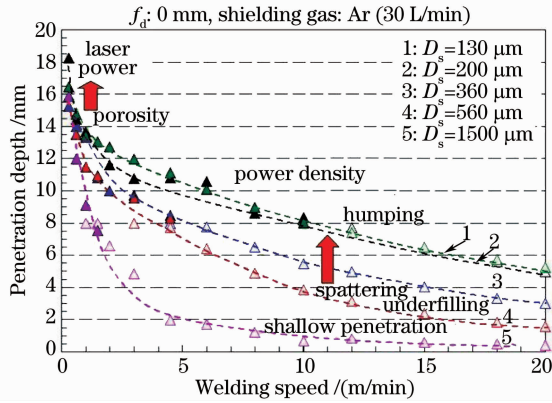 f_d: 0 mm, shielding gas: Ar (30 L/min)
20
18
16
14
12
10
8
6
4
2
0
Penetration depth /mm
laser
power
porosity
1: D_s=130 μm
2: D_s=200 μm
3: D_s=360 μm
4: D_s=560 μm
5: D_s=1500 μm
power density
humping
1
2
spattering
3
underfilling
4
shallow penetration
5
0 5 10 15 20
Welding speed /(m/min)